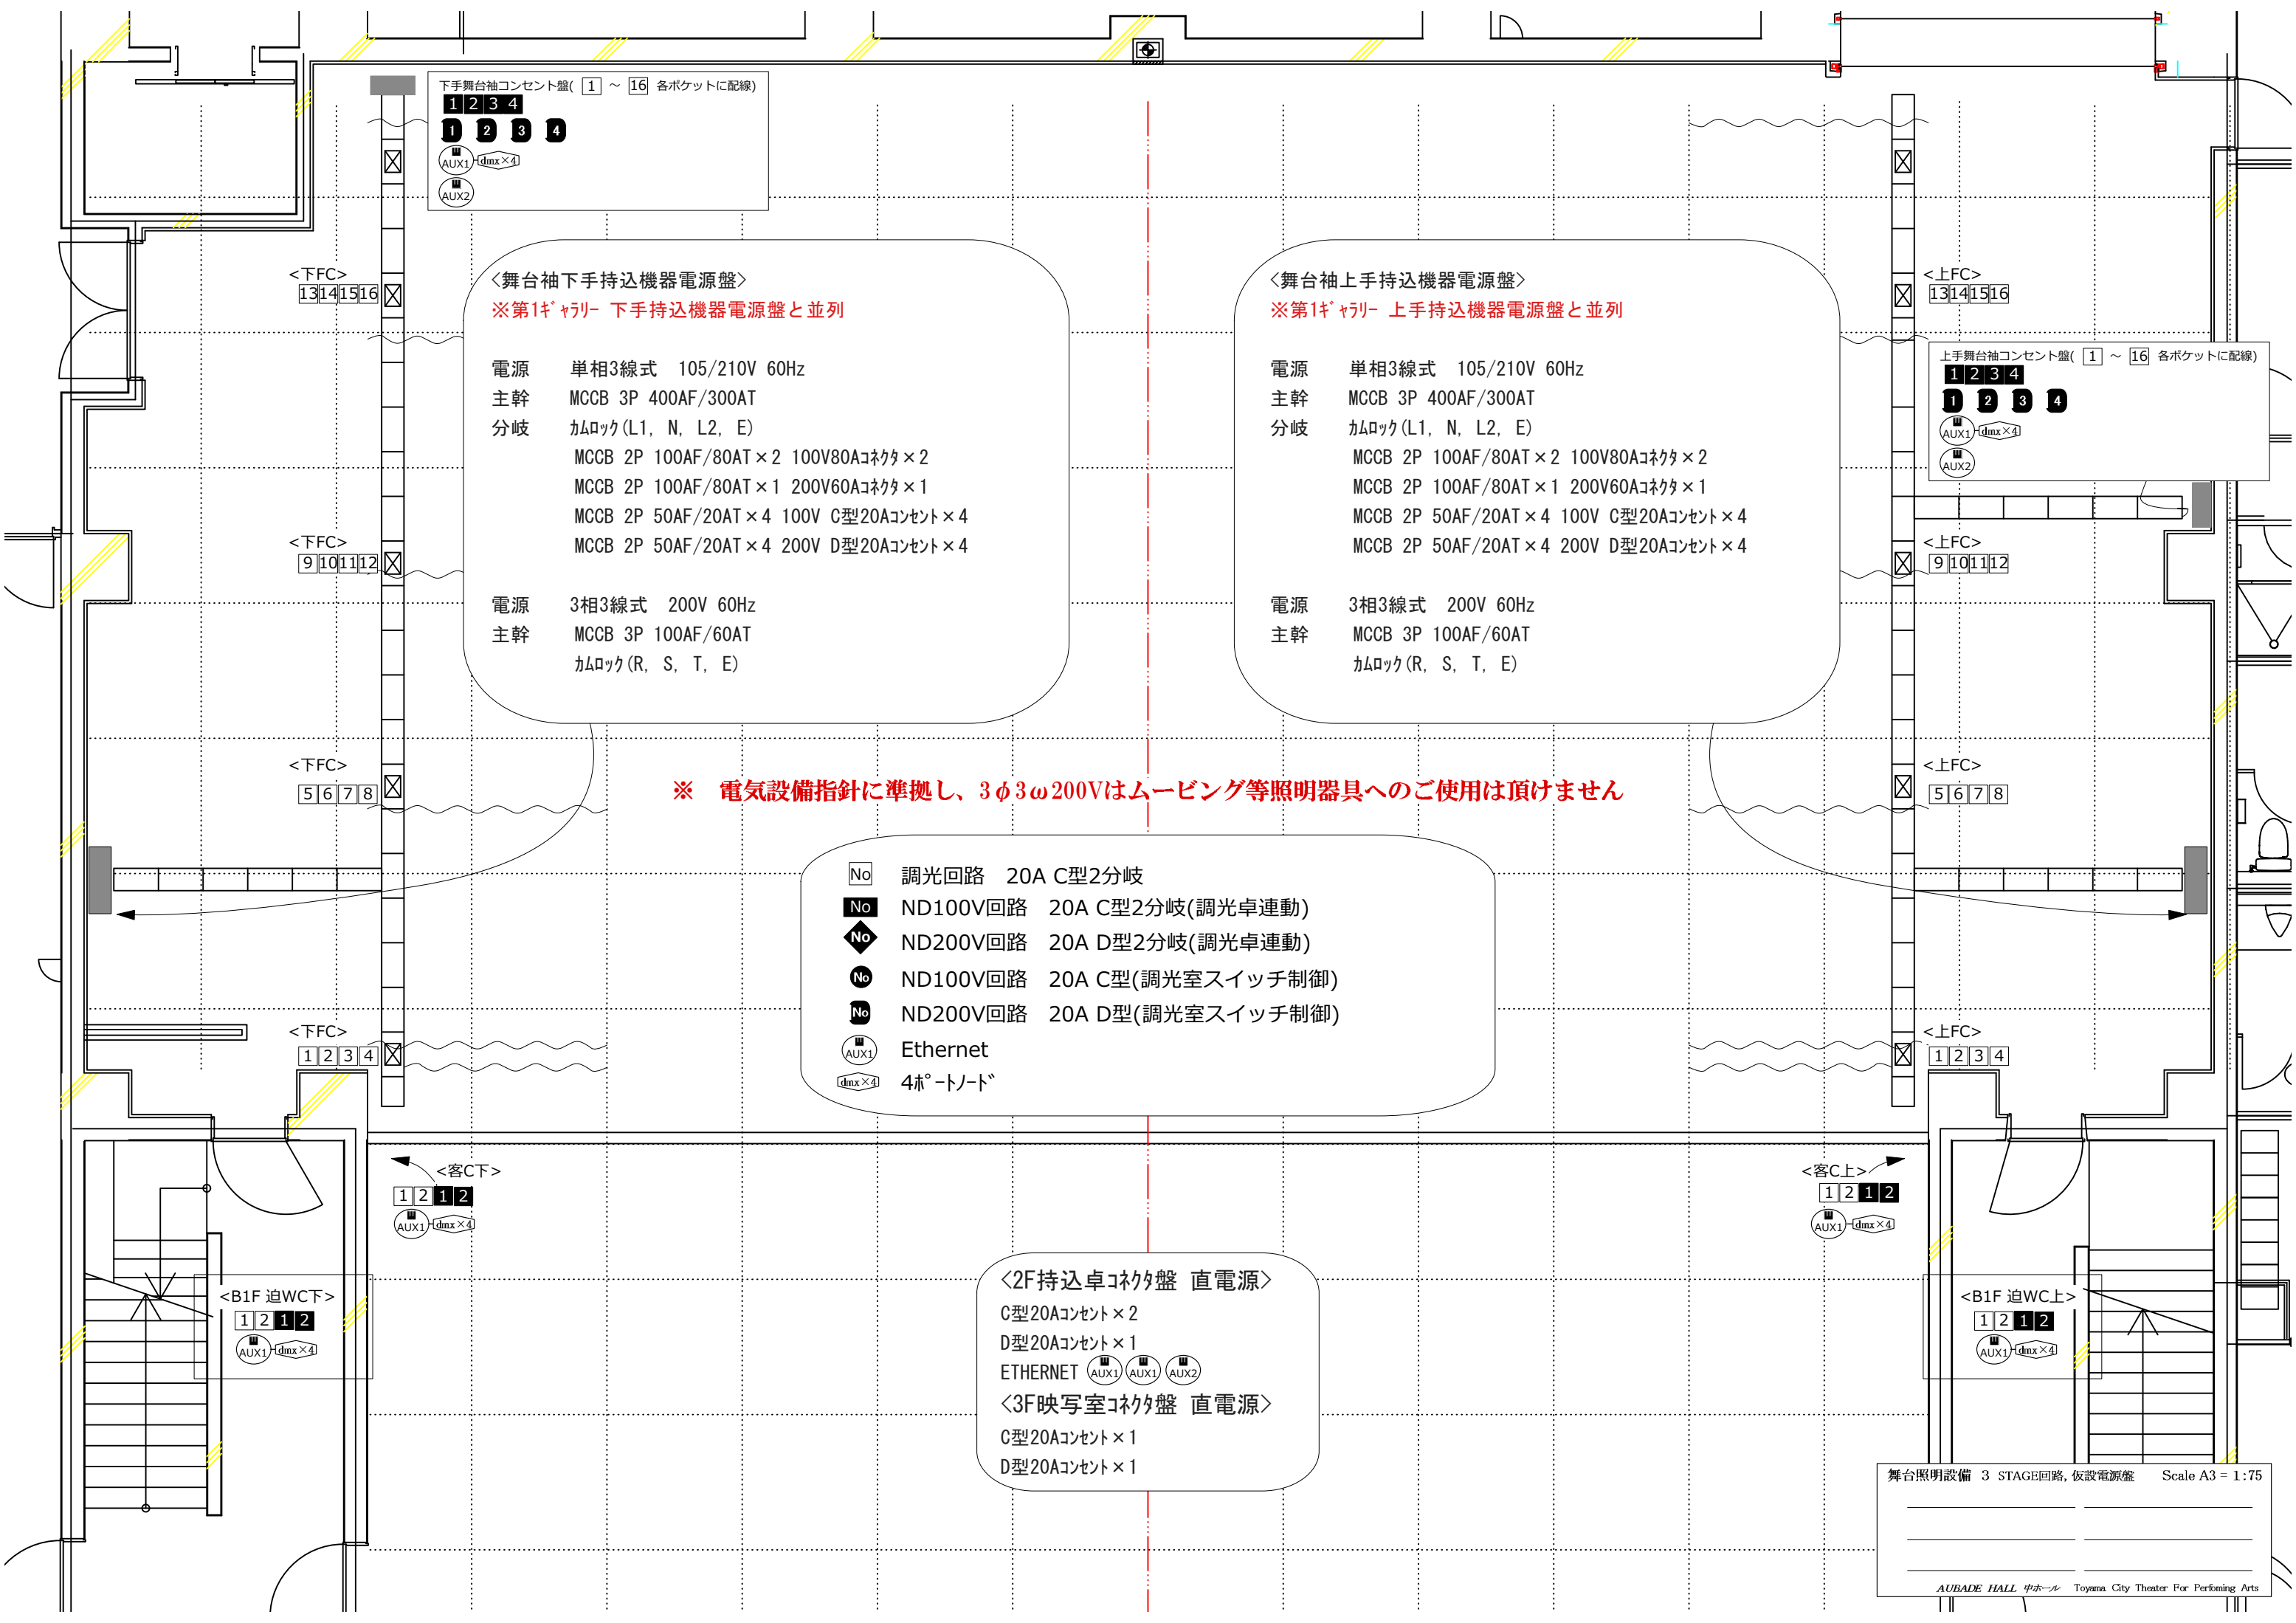 下手舞台袖コンセント盤( 1 ～ 16 各ポケットに配線)
1 2 3 4
1 2 3 4
AUX1 dmx×4
AUX2
<下FC>
13 14 15 16
<下FC>
9 10 11 12
<下FC>
5 6 7 8
<下FC>
1 2 3 4
<舞台袖下手持込機器電源盤>
※第1ｷﾞｬﾗﾘｰ 下手持込機器電源盤と並列
電源 単相3線式 105/210V 60Hz
主幹 MCCB 3P 400AF/300AT
分岐 ｶﾑﾛｯｸ(L1, N, L2, E)
MCCB 2P 100AF/80AT×2 100V80Aｺﾈｸﾀ×2
MCCB 2P 100AF/80AT×1 200V60Aｺﾈｸﾀ×1
MCCB 2P 50AF/20AT×4 100V C型20Aｺﾝｾﾝﾄ×4
MCCB 2P 50AF/20AT×4 200V D型20Aｺﾝｾﾝﾄ×4
電源 3相3線式 200V 60Hz
主幹 MCCB 3P 100AF/60AT
ｶﾑﾛｯｸ(R, S, T, E)
<舞台袖上手持込機器電源盤>
※第1ｷﾞｬﾗﾘｰ 上手持込機器電源盤と並列
電源 単相3線式 105/210V 60Hz
主幹 MCCB 3P 400AF/300AT
分岐 ｶﾑﾛｯｸ(L1, N, L2, E)
MCCB 2P 100AF/80AT×2 100V80Aｺﾈｸﾀ×2
MCCB 2P 100AF/80AT×1 200V60Aｺﾈｸﾀ×1
MCCB 2P 50AF/20AT×4 100V C型20Aｺﾝｾﾝﾄ×4
MCCB 2P 50AF/20AT×4 200V D型20Aｺﾝｾﾝﾄ×4
電源 3相3線式 200V 60Hz
主幹 MCCB 3P 100AF/60AT
ｶﾑﾛｯｸ(R, S, T, E)
<上FC>
13 14 15 16
上手舞台袖コンセント盤( 1 ～ 16 各ポケットに配線)
1 2 3 4
1 2 3 4
AUX1 dmx×4
AUX2
<上FC>
9 10 11 12
<上FC>
5 6 7 8
<上FC>
1 2 3 4
※ 電気設備指針に準拠し、3φ3ω200Vはムービング等照明器具へのご使用は頂けません
No 調光回路 20A C型2分岐
No ND100V回路 20A C型2分岐(調光卓連動)
No ND200V回路 20A D型2分岐(調光卓連動)
No ND100V回路 20A C型(調光室スイッチ制御)
No ND200V回路 20A D型(調光室スイッチ制御)
AUX1 Ethernet
dmx×4 4ﾎﾟｰﾄﾉｰﾄﾞ
<客C下>
1 2 1 2
AUX1 dmx×4
<客C上>
1 2 1 2
AUX1 dmx×4
<B1F 迫WC下>
1 2 1 2
AUX1 dmx×4
<2F持込卓ｺﾈｸﾀ盤 直電源>
C型20Aｺﾝｾﾝﾄ×2
D型20Aｺﾝｾﾝﾄ×1
ETHERNET AUX1 AUX1 AUX2
<3F映写室ｺﾈｸﾀ盤 直電源>
C型20Aｺﾝｾﾝﾄ×1
D型20Aｺﾝｾﾝﾄ×1
<B1F 迫WC上>
1 2 1 2
AUX1 dmx×4
舞台照明設備 3 STAGE回路, 仮設電源盤 Scale A3 = 1:75
AUBADE HALL 中ホール Toyama City Theater For Perfoming Arts